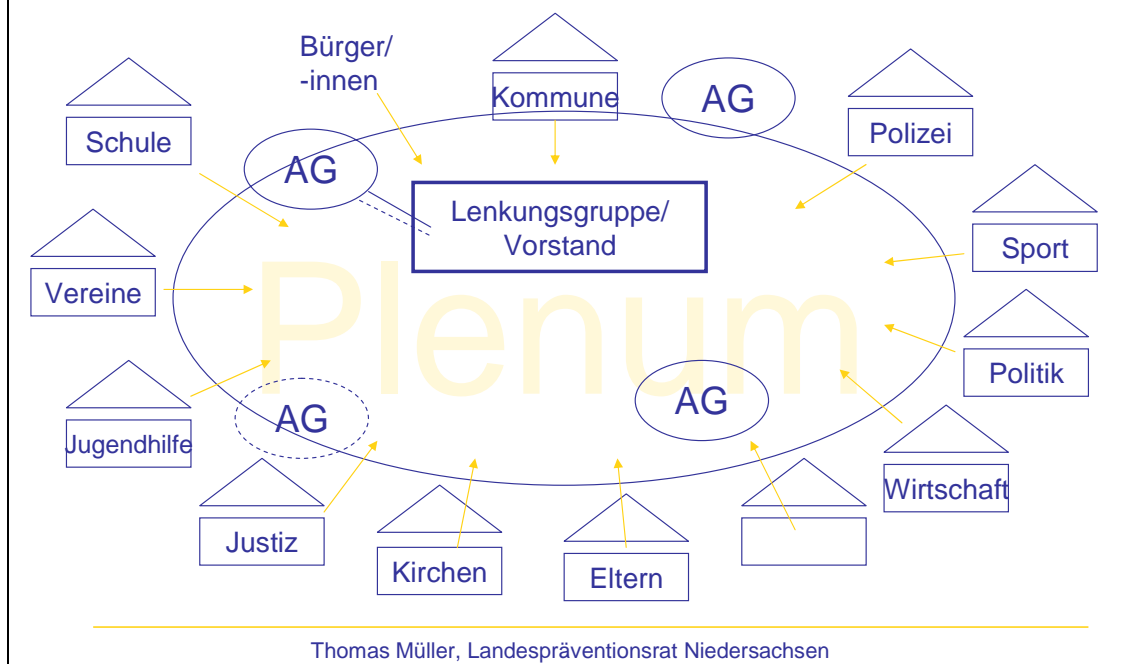 Bürger/
-innen
Kommune
AG
Schule
Polizei
AG
Lenkungsgruppe/
Vorstand
Sport
Vereine
Plenum
Politik
Jugendhilfe
AG
AG
Wirtschaft
Justiz
Kirchen
Eltern
Thomas Müller, Landespräventionsrat Niedersachsen